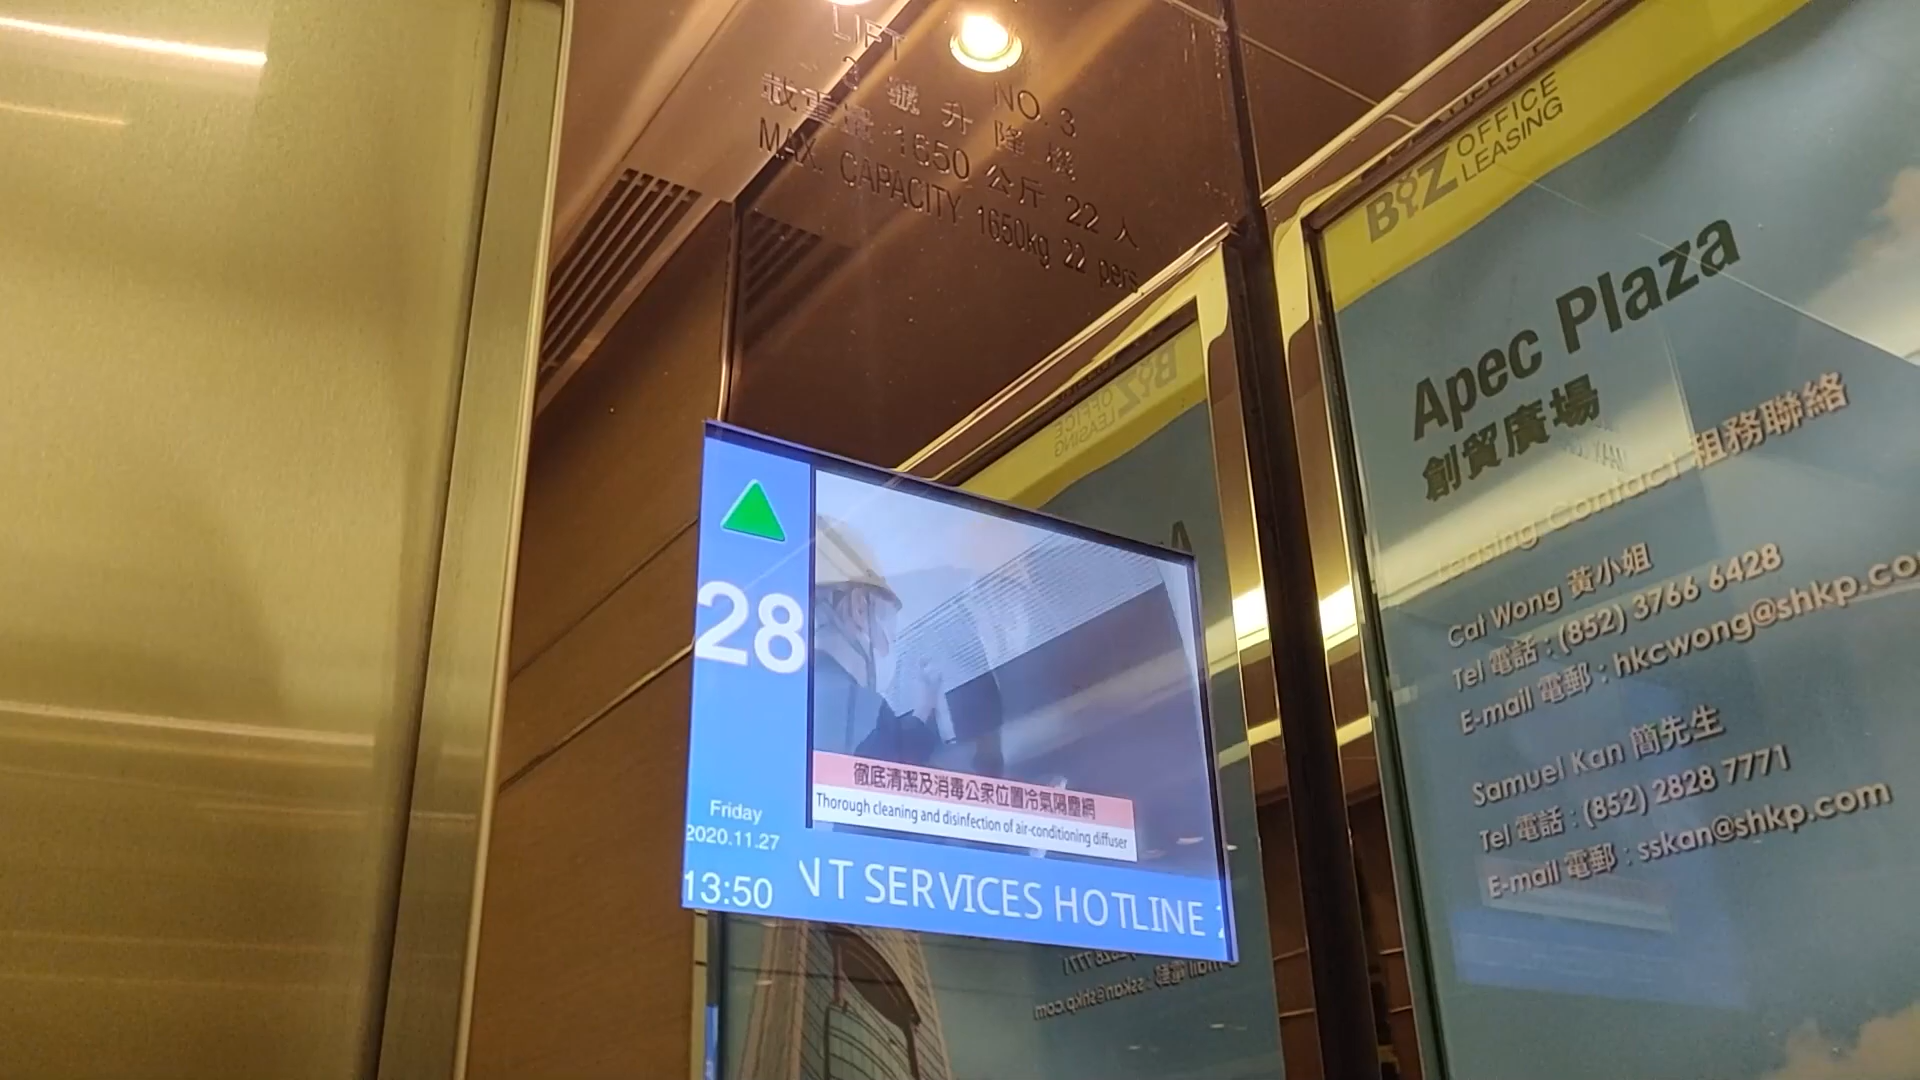 LIFT NO. 3
3 號升降機
載重量:1650 公斤 22 人
MAX. CAPACITY 1650kg 22 pers
28
徹底清潔及消毒公眾位置冷氣隔塵網
Thorough cleaning and disinfection of air-conditioning diffuser
Friday
2020.11.27
13:50
NT SERVICES HOTLINE
BIZ OFFICE LEASING
Apec Plaza
創貿廣場
Leasing Contact 租務聯絡
Cat Wong 黃小姐
Tel 電話 : (852) 3766 6428
E-mail 電郵 : hkcwong@shkp.co
Samuel Kan 簡先生
Tel 電話 : (852) 2828 7771
E-mail 電郵 : sskan@shkp.com